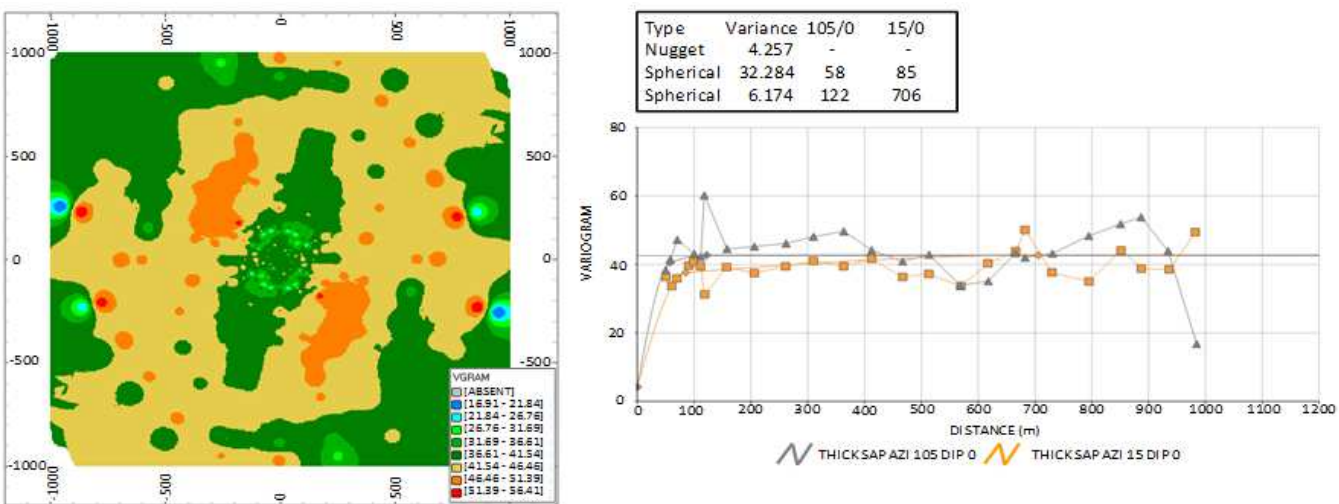 -1000 -500 0 500 1000
1000 1000
500 500
0 0
-500 -500
-1000
-1000 -500 0 500 1000
VGRAM
[ABSENT]
[16.91 - 21.84]
[21.84 - 26.76]
[26.76 - 31.69]
[31.69 - 36.61]
[36.61 - 41.54]
[41.54 - 46.46]
[46.46 - 51.39]
[51.39 - 56.41]
Type Variance 105/0 15/0
Nugget 4.257 - -
Spherical 32.284 58 85
Spherical 6.174 122 706
80
60
40
20
0
VARIOGRAM
0 100 200 300 400 500 600 700 800 900 1000 1100 1200
DISTANCE (m)
THICKSAP AZI 105 DIP 0 THICKSAP AZI 15 DIP 0